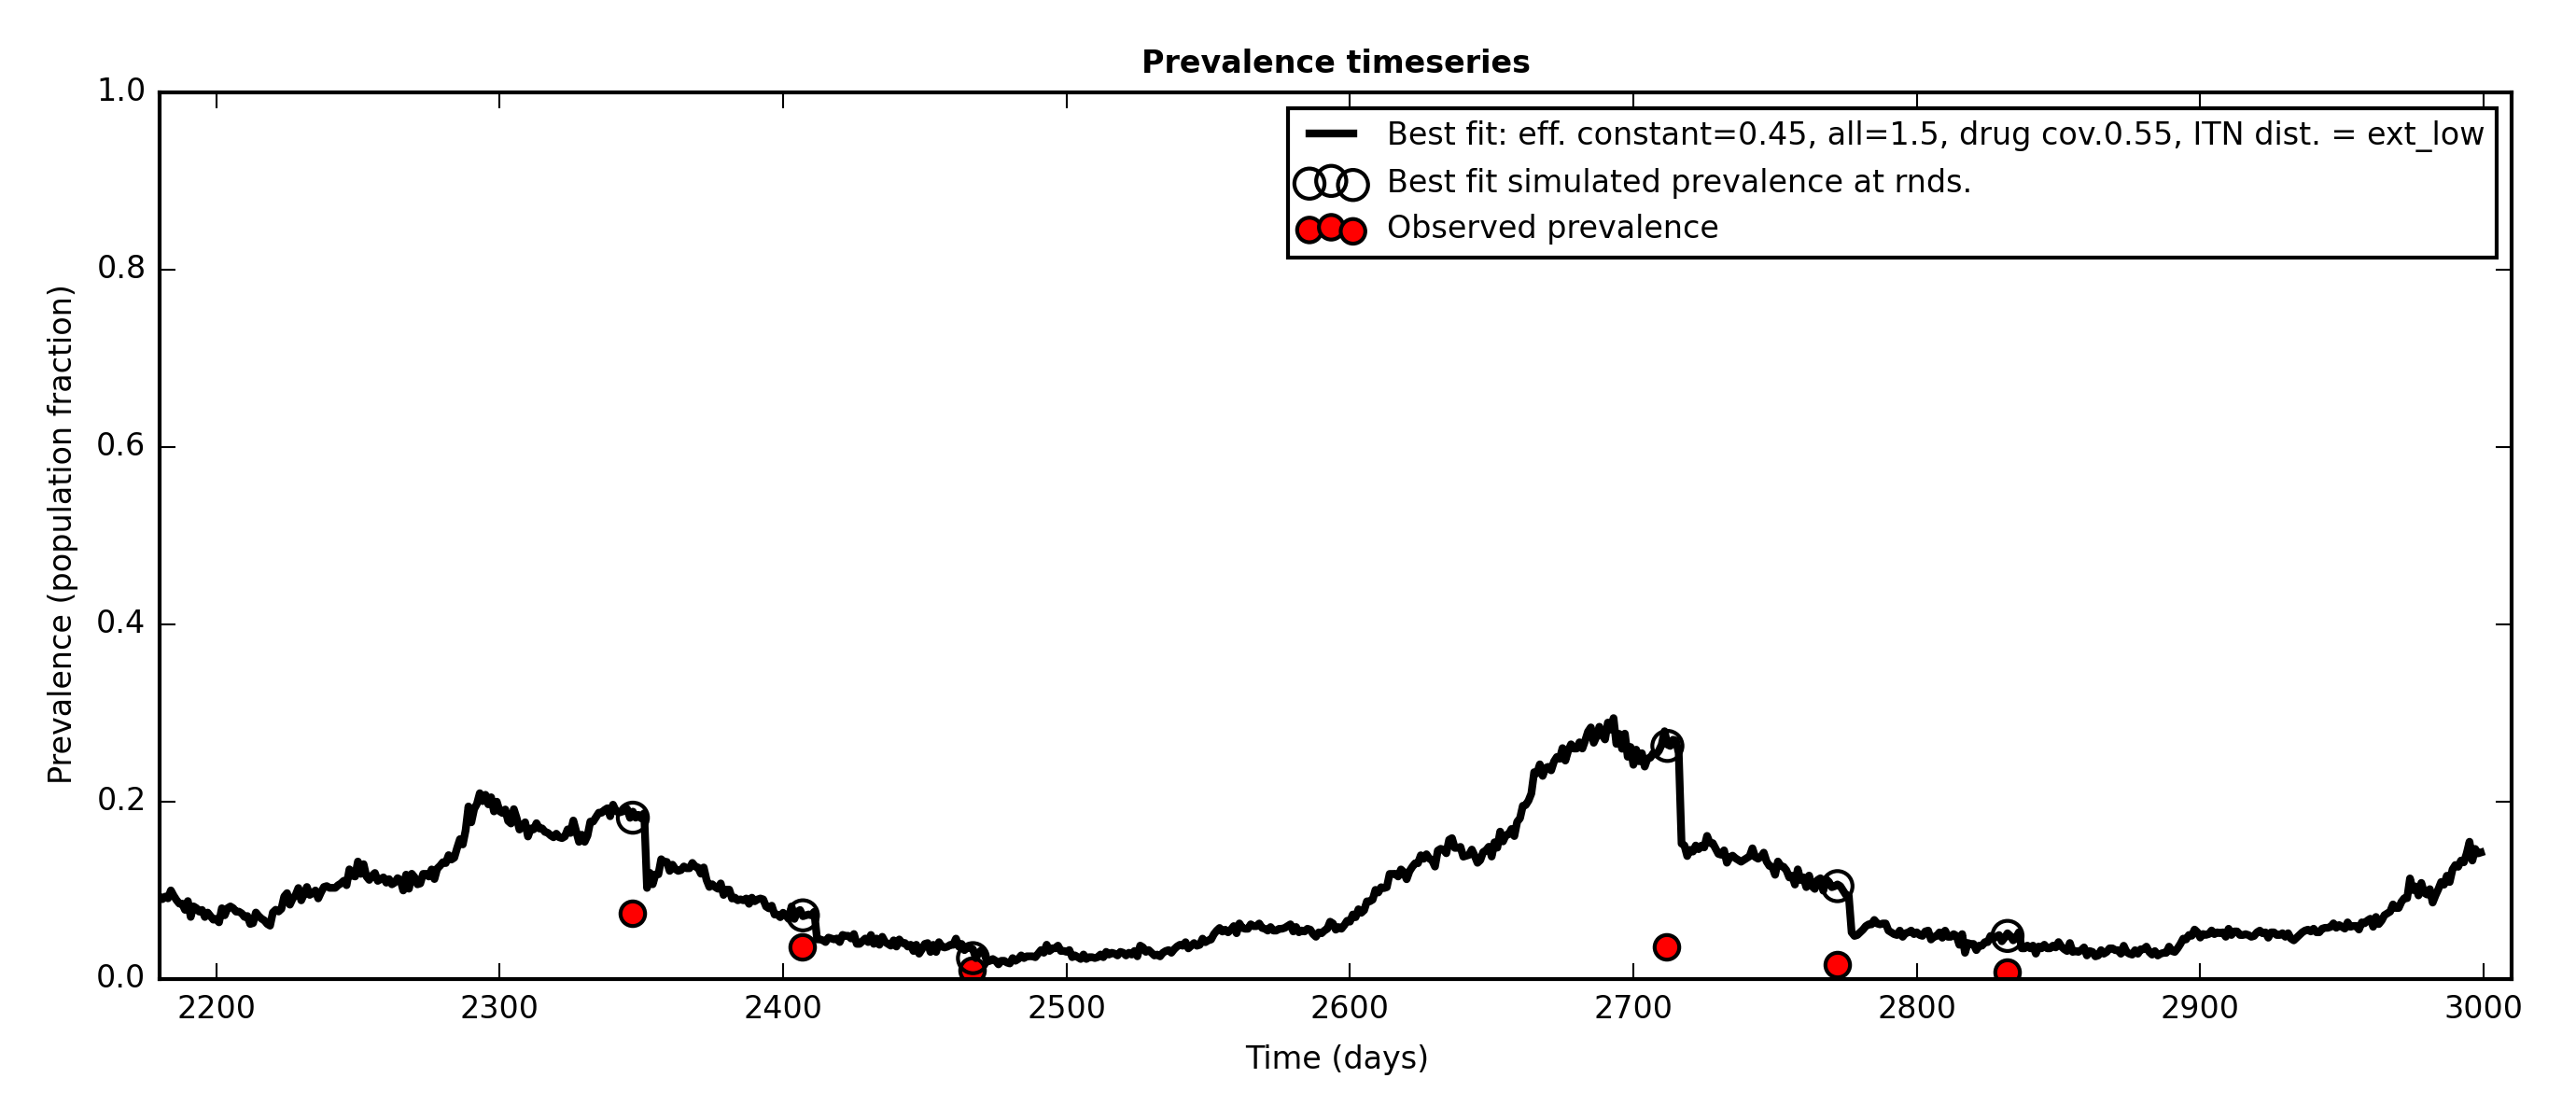 Prevalence timeseries
Best fit: eff. constant=0.45, all=1.5, drug cov.0.55, ITN dist. = ext_low
Best fit simulated prevalence at rnds.
Observed prevalence
Prevalence (population fraction)
1.0
0.8
0.6
0.4
0.2
0.0
2200 2300 2400 2500 2600 2700 2800 2900 3000
Time (days)